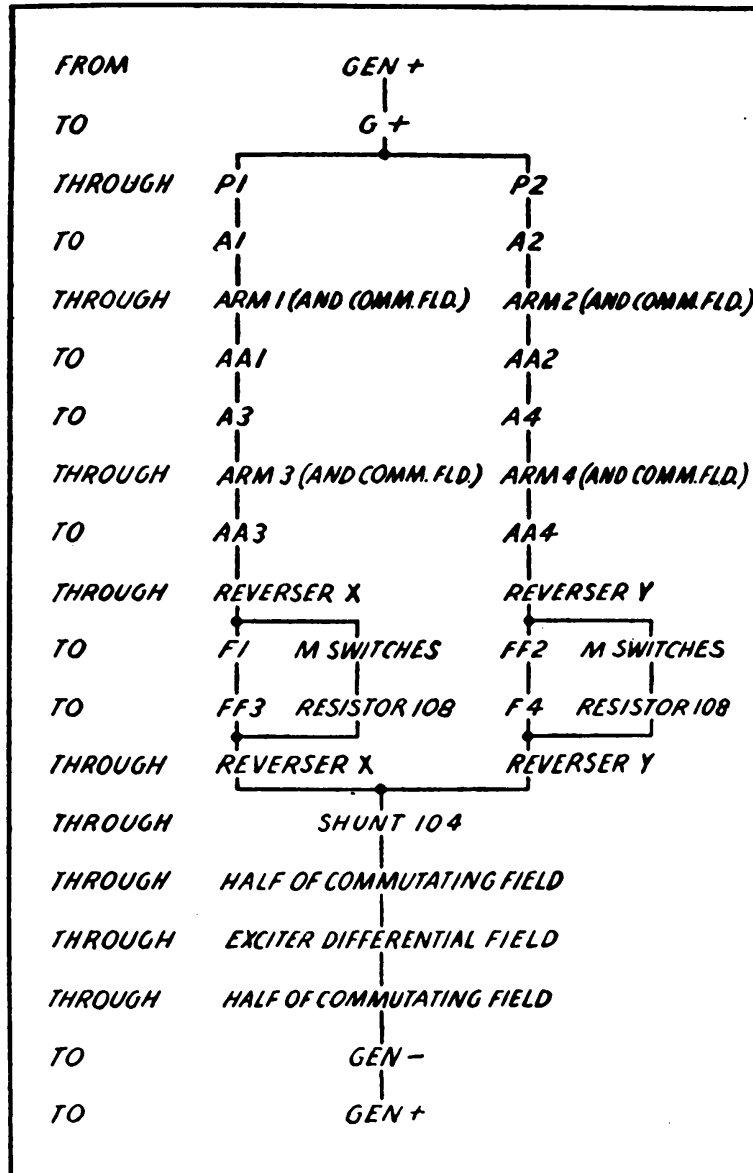 FROM GEN +
TO G +
THROUGH P1 P2
TO A1 A2
THROUGH ARM 1 (AND COMM. FLD.) ARM 2 (AND COMM. FLD.)
TO AA1 AA2
TO A3 A4
THROUGH ARM 3 (AND COMM. FLD.) ARM 4 (AND COMM. FLD.)
TO AA3 AA4
THROUGH REVERSER X REVERSER Y
TO F1 M SWITCHES FF2 M SWITCHES
TO FF3 RESISTOR 108 F4 RESISTOR 108
THROUGH REVERSER X REVERSER Y
THROUGH SHUNT 104
THROUGH HALF OF COMMUTATING FIELD
THROUGH EXCITER DIFFERENTIAL FIELD
THROUGH HALF OF COMMUTATING FIELD
TO GEN -
TO GEN +